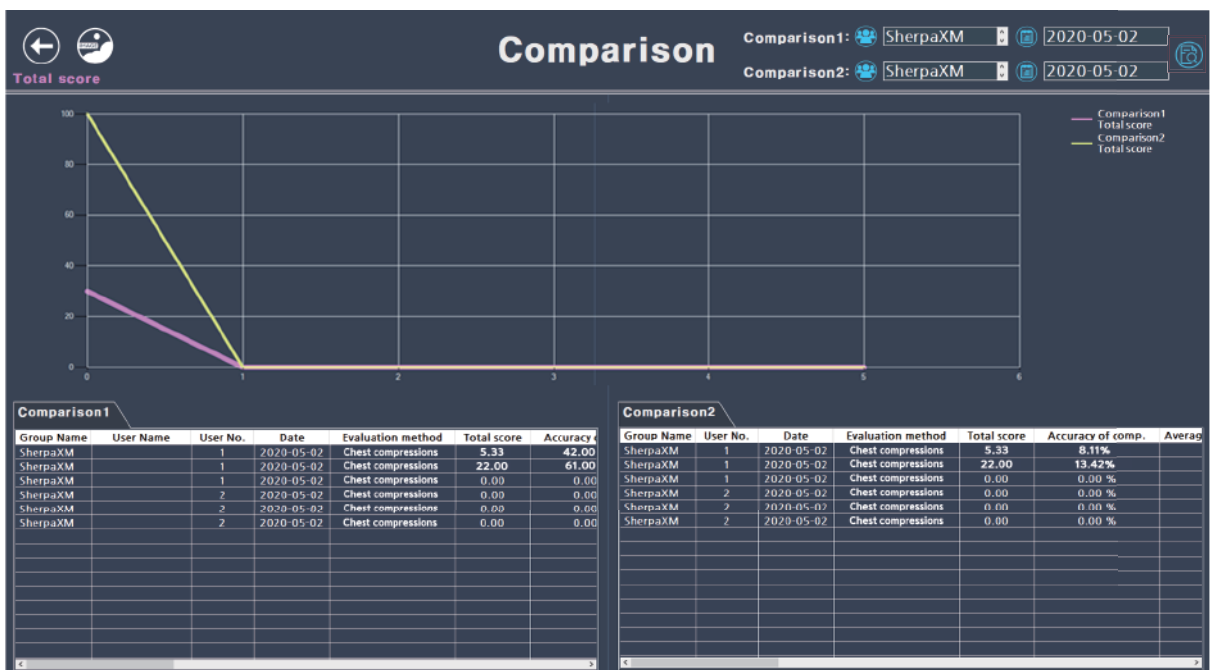 Total score
Comparison
Comparison1: SherpaXM 2020-05-02
Comparison2: SherpaXM 2020-05-02
100
80
60
40
20
0
0 1 2 3 4 5 6
Comparison1
Total score
Comparison2
Total score
Comparison1
Group Name User Name User No. Date Evaluation method Total score Accuracy
SherpaXM 1 2020-05-02 Chest compressions 5.33 42.00
SherpaXM 1 2020-05-02 Chest compressions 22.00 61.00
SherpaXM 1 2020-05-02 Chest compressions 0.00 0.00
SherpaXM 2 2020-05-02 Chest compressions 0.00 0.00
SherpaXM 2 2020-05-02 Chest compressions 0.00 0.00
SherpaXM 2 2020-05-02 Chest compressions 0.00 0.00
Comparison2
Group Name User No. Date Evaluation method Total score Accuracy of comp. Averag
SherpaXM 1 2020-05-02 Chest compressions 5.33 8.11%
SherpaXM 1 2020-05-02 Chest compressions 22.00 13.42%
SherpaXM 1 2020-05-02 Chest compressions 0.00 0.00 %
SherpaXM 2 2020-05-02 Chest compressions 0.00 0.00 %
SherpaXM 2 2020-05-02 Chest compressions 0.00 0.00 %
SherpaXM 2 2020-05-02 Chest compressions 0.00 0.00 %